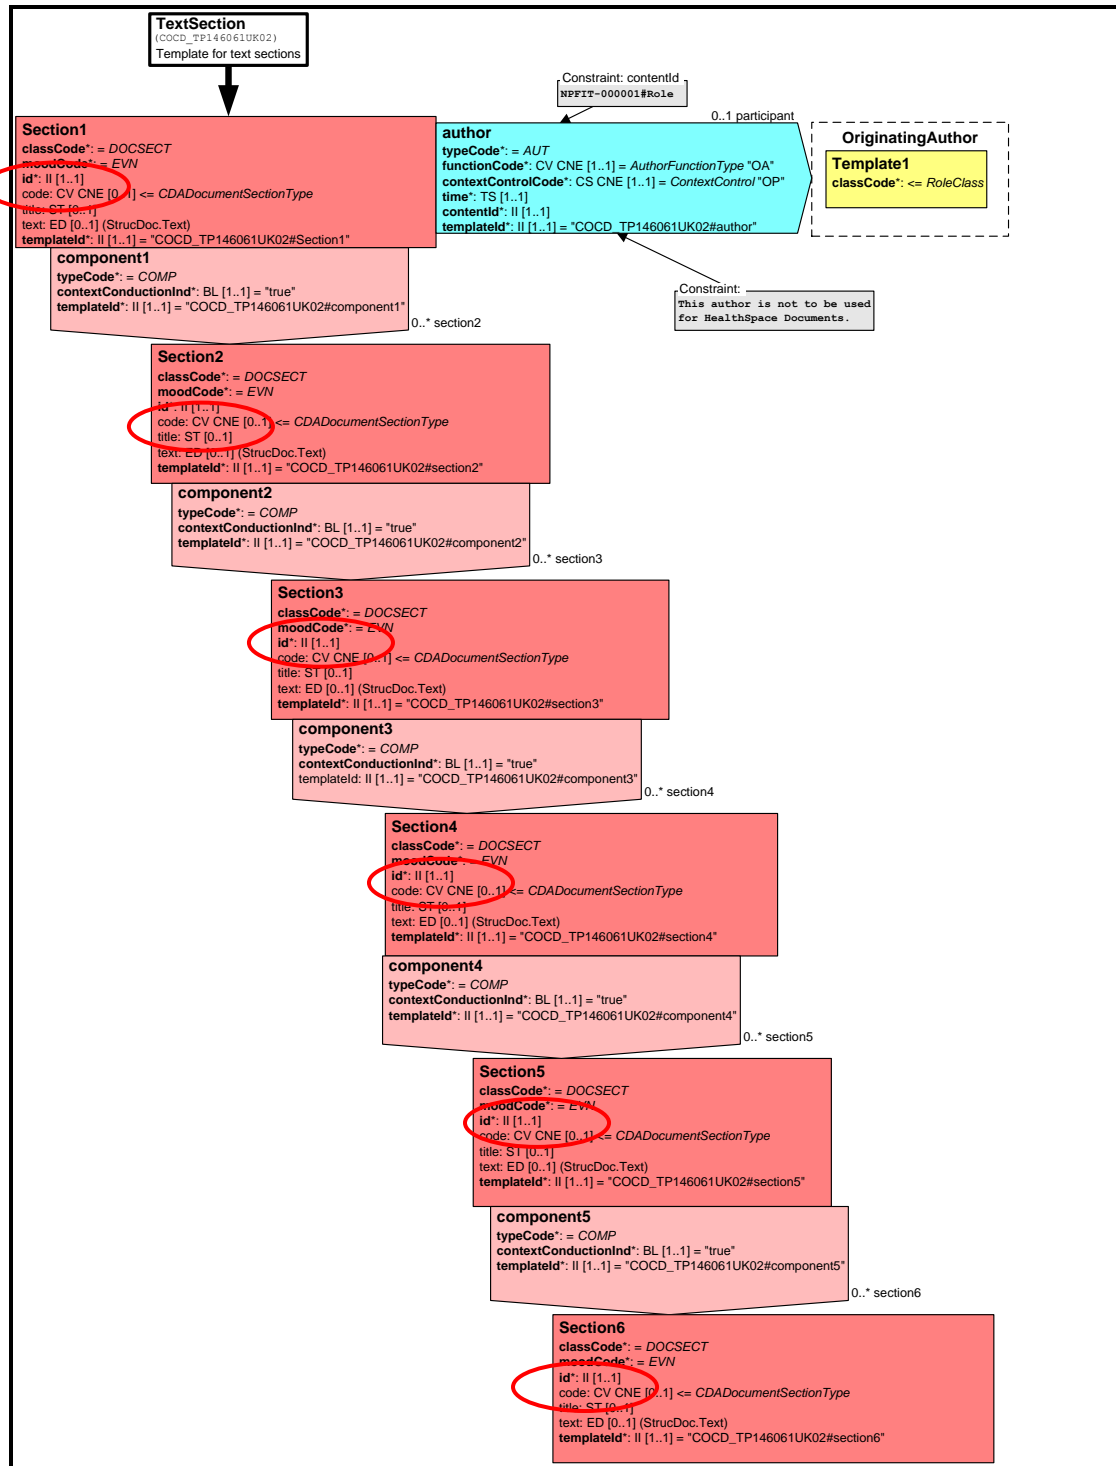 TextSection
(COCD_TP146061UK02)
Template for text sections
Constraint: contentId
NPFIT-000001#Role
0..1 participant
Section1
classCode*: = DOCSECT
moodCode*: = EVN
id*: II [1..1]
code: CV CNE [0..1] <= CDADocumentSectionType
title: ST [0..1]
text: ED [0..1] (StrucDoc.Text)
templateId*: II [1..1] = "COCD_TP146061UK02#Section1"
author
typeCode*: = AUT
functionCode*: CV CNE [1..1] = AuthorFunctionType "OA"
contextControlCode*: CS CNE [1..1] = ContextControl "OP"
time*: TS [1..1]
contentId*: II [1..1]
templateId*: II [1..1] = "COCD_TP146061UK02#author"
OriginatingAuthor
Template1
classCode*: <= RoleClass
Constraint:
This author is not to be used
for HealthSpace Documents.
component1
typeCode*: = COMP
contextConductionInd*: BL [1..1] = "true"
templateId*: II [1..1] = "COCD_TP146061UK02#component1"
0..* section2
Section2
classCode*: = DOCSECT
moodCode*: = EVN
id*: II [1..1]
code: CV CNE [0..1] <= CDADocumentSectionType
title: ST [0..1]
text: ED [0..1] (StrucDoc.Text)
templateId*: II [1..1] = "COCD_TP146061UK02#section2"
component2
typeCode*: = COMP
contextConductionInd*: BL [1..1] = "true"
templateId*: II [1..1] = "COCD_TP146061UK02#component2"
0..* section3
Section3
classCode*: = DOCSECT
moodCode*: = EVN
id*: II [1..1]
code: CV CNE [0..1] <= CDADocumentSectionType
title: ST [0..1]
text: ED [0..1] (StrucDoc.Text)
templateId*: II [1..1] = "COCD_TP146061UK02#section3"
component3
typeCode*: = COMP
contextConductionInd*: BL [1..1] = "true"
templateId: II [1..1] = "COCD_TP146061UK02#component3"
0..* section4
Section4
classCode*: = DOCSECT
moodCode*: = EVN
id*: II [1..1]
code: CV CNE [0..1] <= CDADocumentSectionType
title: ST [0..1]
text: ED [0..1] (StrucDoc.Text)
templateId*: II [1..1] = "COCD_TP146061UK02#section4"
component4
typeCode*: = COMP
contextConductionInd*: BL [1..1] = "true"
templateId*: II [1..1] = "COCD_TP146061UK02#component4"
0..* section5
Section5
classCode*: = DOCSECT
moodCode*: = EVN
id*: II [1..1]
code: CV CNE [0..1] <= CDADocumentSectionType
title: ST [0..1]
text: ED [0..1] (StrucDoc.Text)
templateId*: II [1..1] = "COCD_TP146061UK02#section5"
component5
typeCode*: = COMP
contextConductionInd*: BL [1..1] = "true"
templateId*: II [1..1] = "COCD_TP146061UK02#component5"
0..* section6
Section6
classCode*: = DOCSECT
moodCode*: = EVN
id*: II [1..1]
code: CV CNE [0..1] <= CDADocumentSectionType
title: ST [0..1]
text: ED [0..1] (StrucDoc.Text)
templateId*: II [1..1] = "COCD_TP146061UK02#section6"